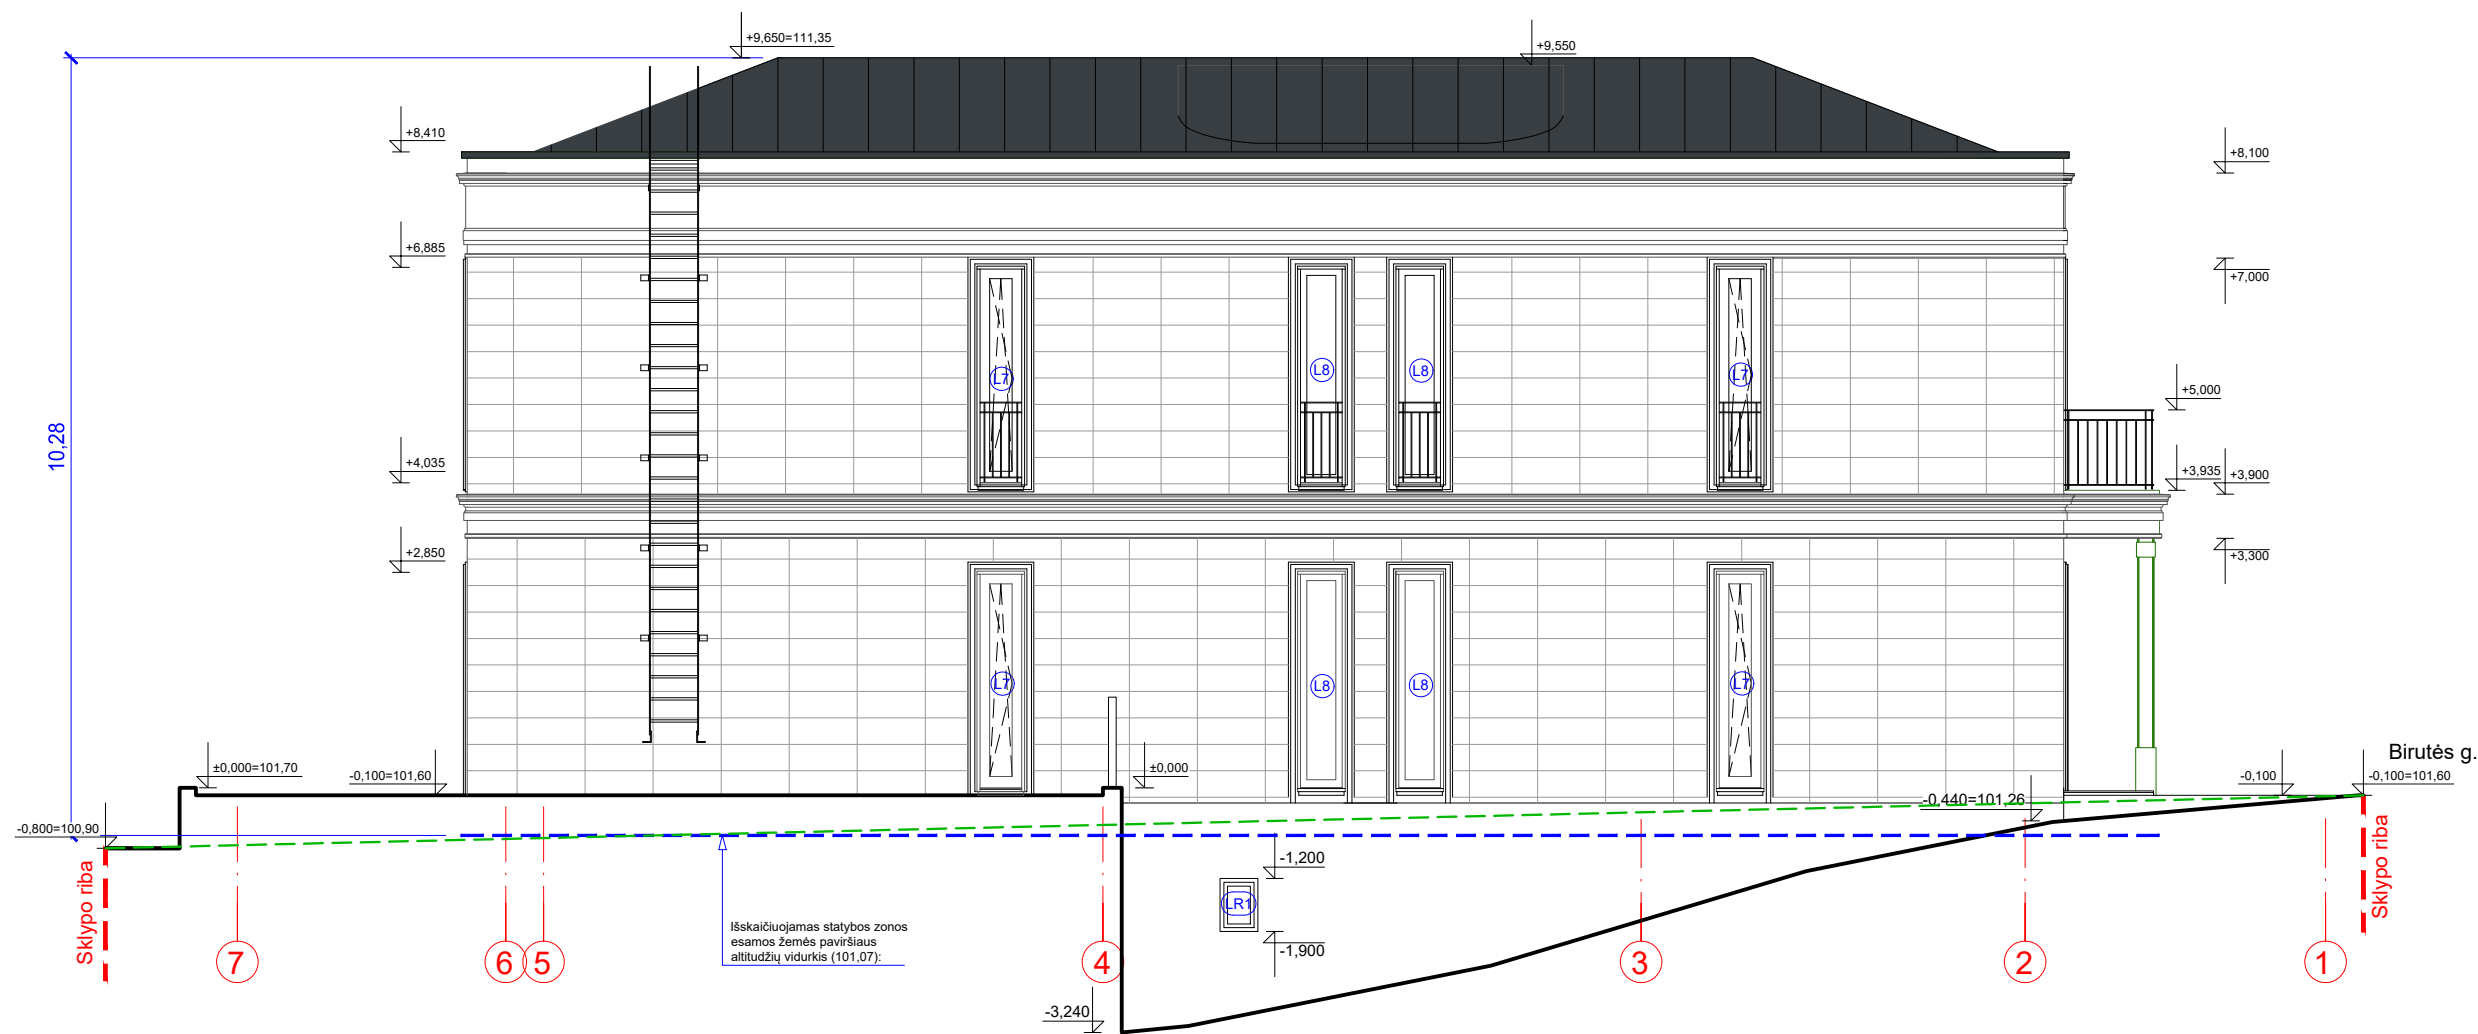 +9,650=111,35
+9,550
+8,410
+8,100
+6,885
+7,000
10,28
L7
L8
L8
L7
+5,000
+4,035
+3,935
+3,900
+2,850
+3,300
L7
L8
L8
L7
Birutės g.
±0,000=101,70
-0,100=101,60
±0,000
-0,100
-0,100=101,60
-0,800=100,90
-0,440=101,26
Sklypo riba
Sklypo riba
-1,200
LR1
-1,900
Išskaičiuojamas statybos zonos
esamos žemės paviršiaus
altitudžių vidurkis (101,07):
7
6
5
4
3
2
1
-3,240